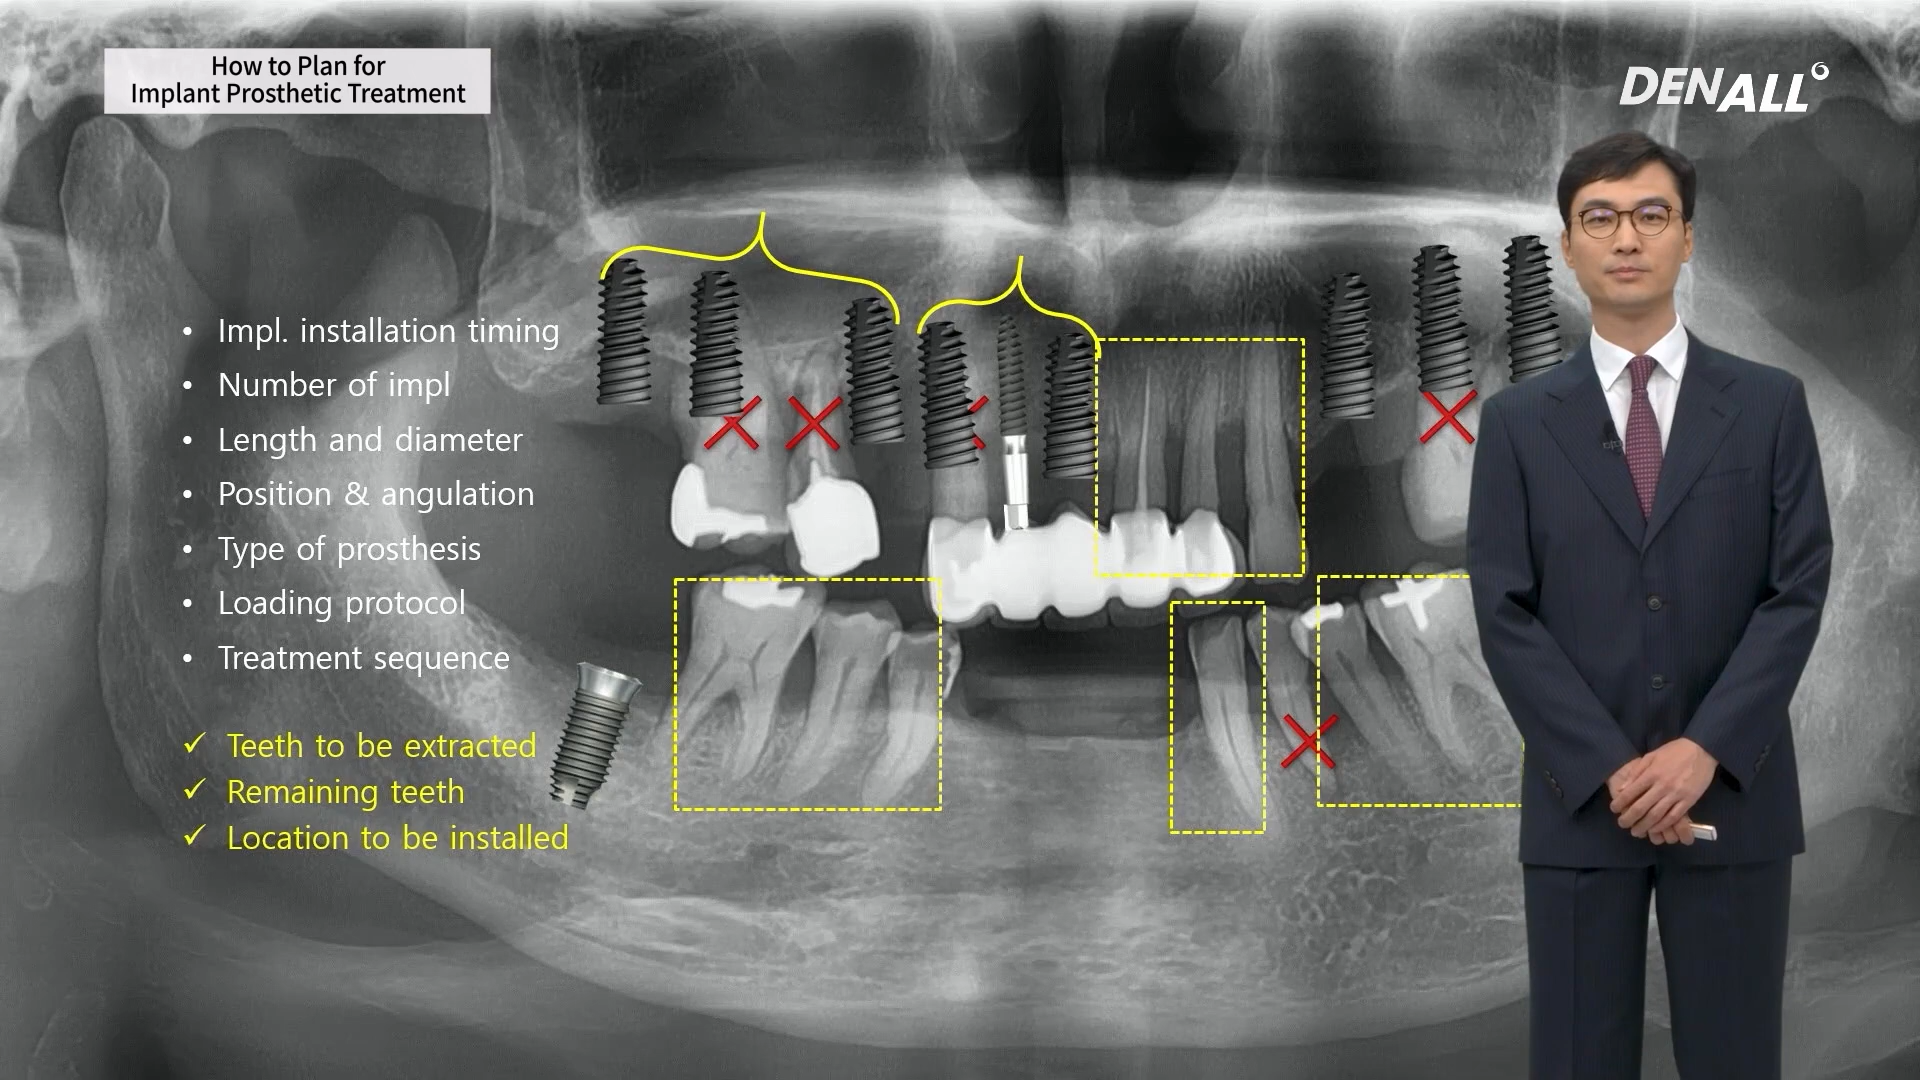 How to Plan for
Implant Prosthetic Treatment
DENALL
• Impl. installation timing
• Number of impl
• Length and diameter
• Position & angulation
• Type of prosthesis
• Loading protocol
• Treatment sequence
✓ Teeth to be extracted
✓ Remaining teeth
✓ Location to be installed